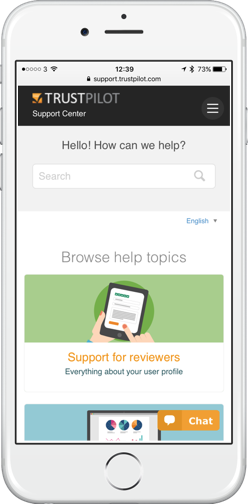 3 12:39 73%
support.trustpilot.com
TRUSTPILOT
Support Center
Hello! How can we help?
Search
English
Browse help topics
Support for reviewers
Everything about your user profile
Chat